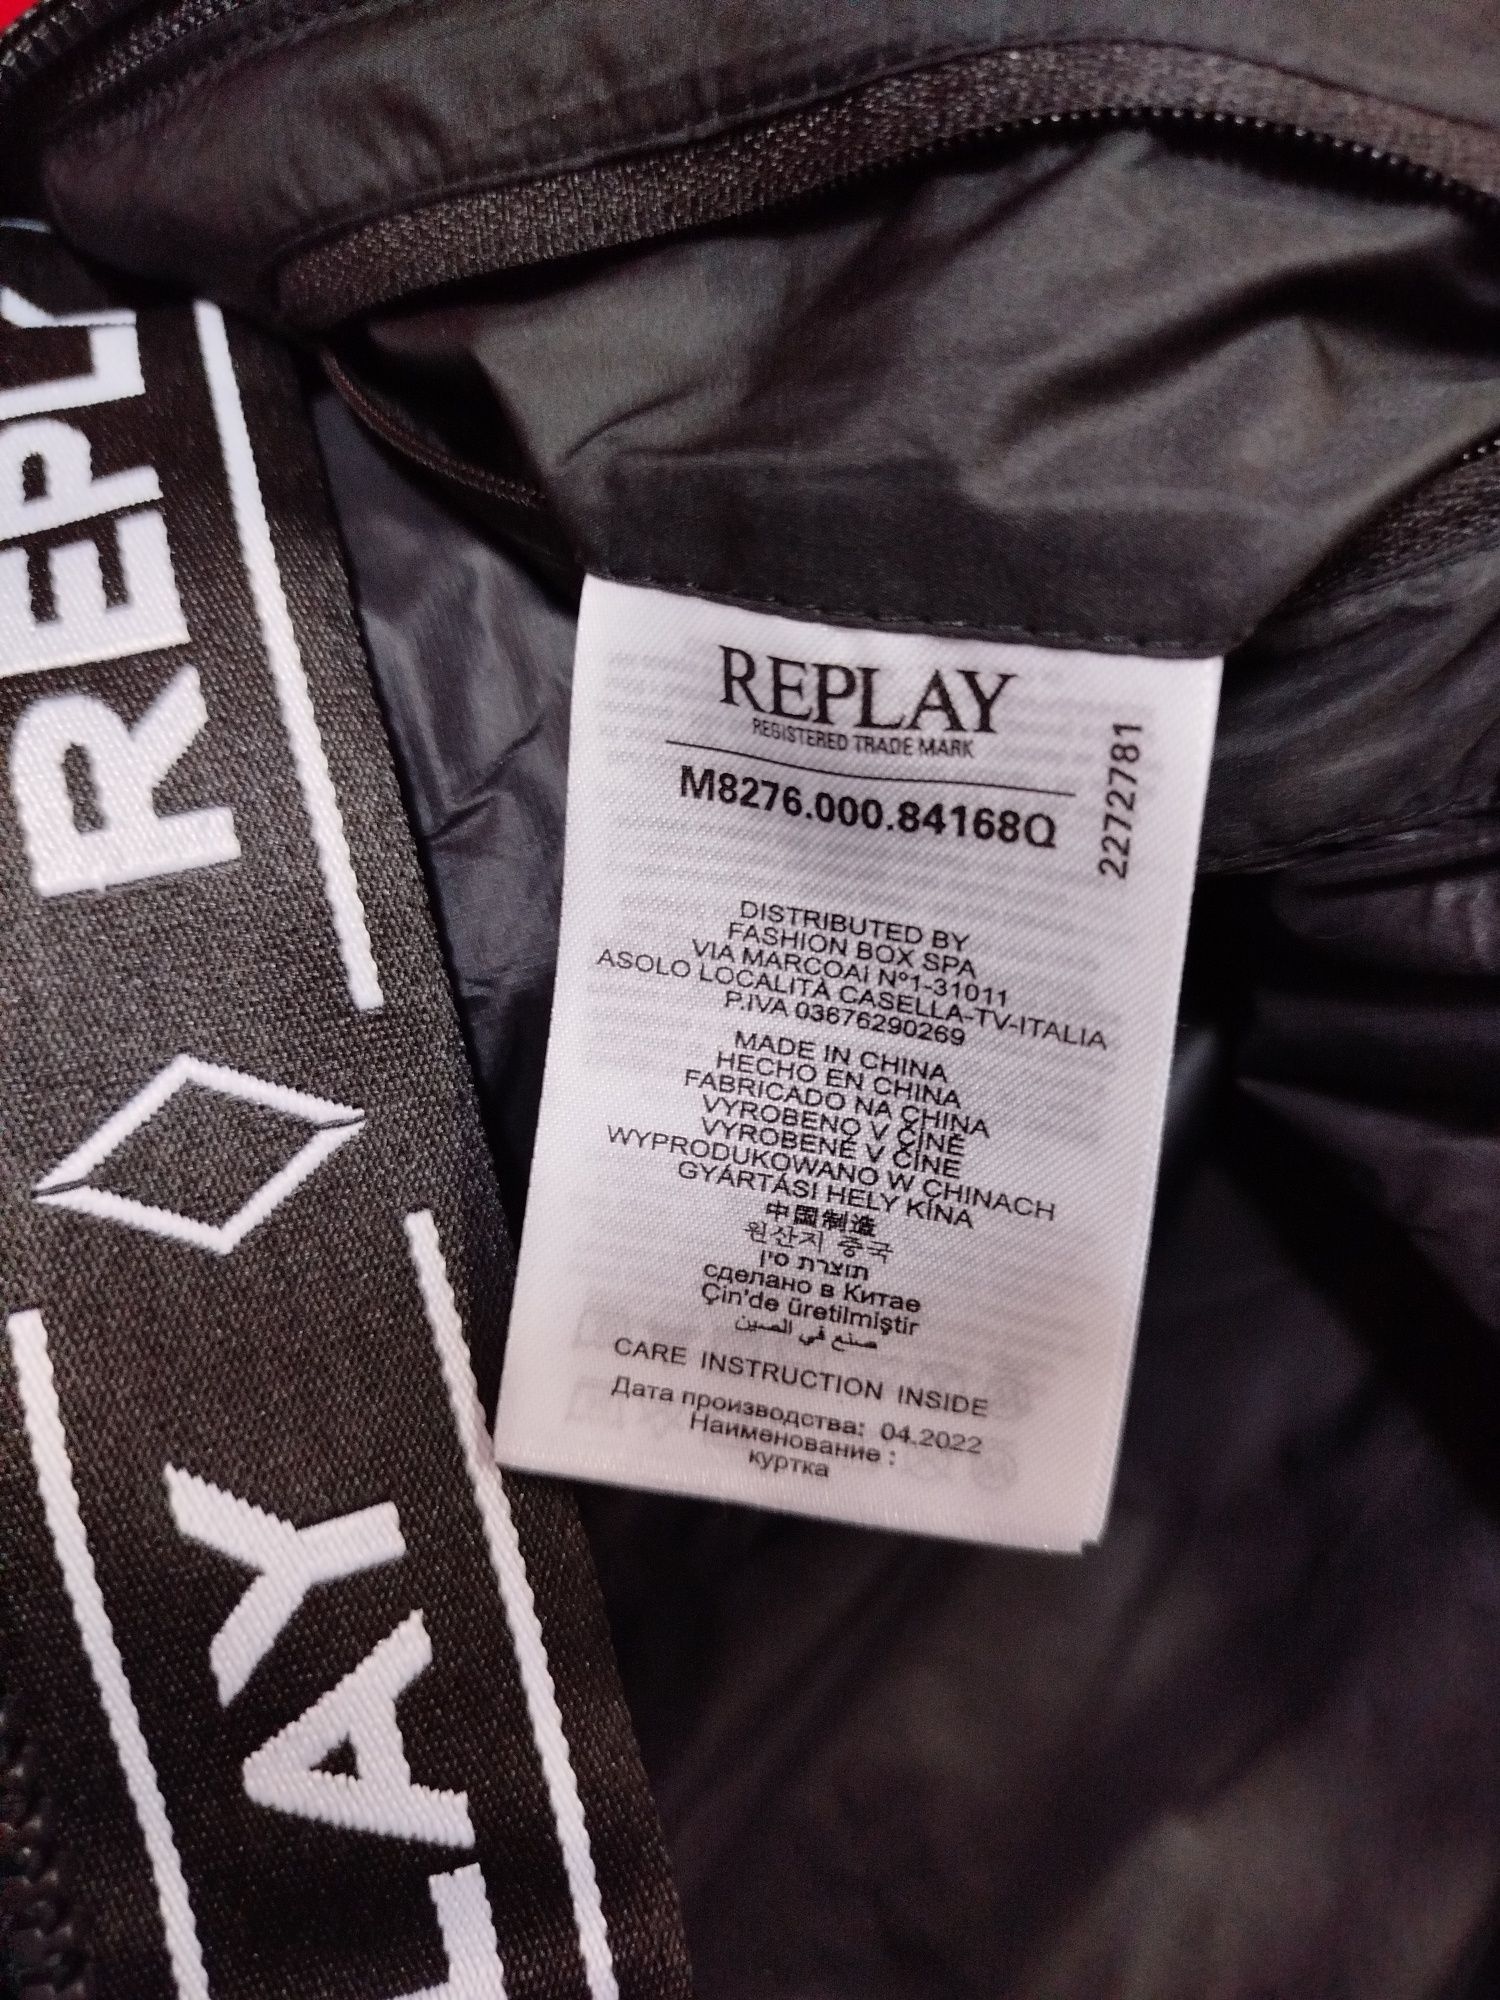 REPLAY
REGISTERED TRADE MARK
M8276.000.84168Q
2272781
DISTRIBUTED BY
FASHION BOX SPA
VIA MARCOAI Nº1-31011
ASOLO LOCALITÀ CASELLA-TV-ITALIA
P.IVA 03676290269
MADE IN CHINA
HECHO EN CHINA
FABRICADO NA CHINA
VYROBENO V ČÍNĚ
VYROBENÉ V ČÍNE
WYPRODUKOWANO W CHINACH
GYÁRTÁSI HELY KÍNA
中国制造
원산지 중국
תוצרת סין
сделано в Китае
Çin'de üretilmiştir
صنع في الصين
CARE INSTRUCTION INSIDE
Дата производства: 04.2022
Наименование :
куртка
REPL
LAY